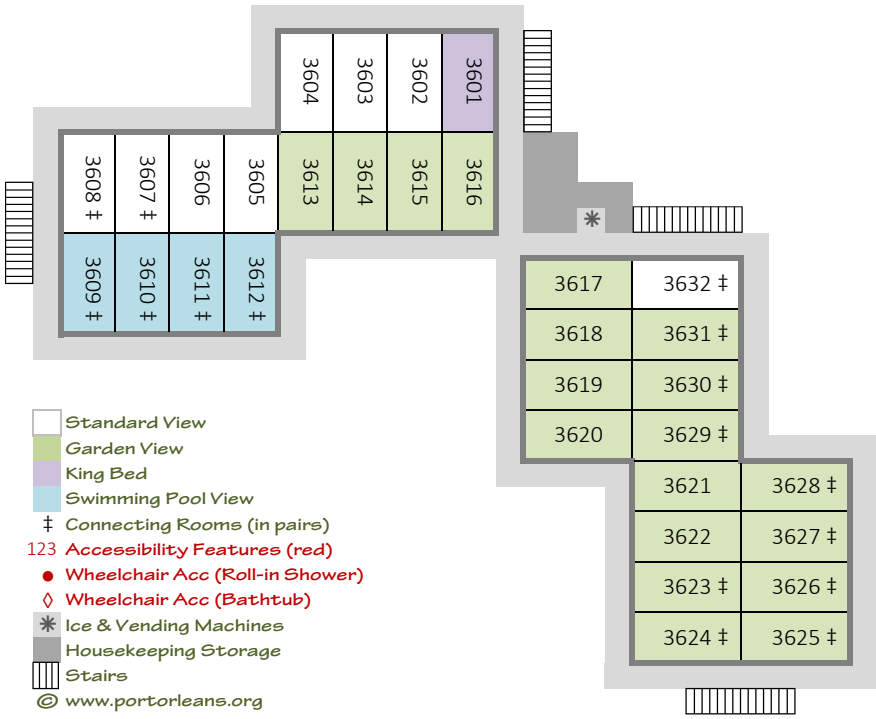 3604 3603 3602 3601
3613 3614 3615 3616
3608 ‡ 3607 ‡ 3606 3605
3609 ‡ 3610 ‡ 3611 ‡ 3612 ‡
3617 3632 ‡
3618 3631 ‡
3619 3630 ‡
3620 3629 ‡
3621 3628 ‡
3622 3627 ‡
3623 ‡ 3626 ‡
3624 ‡ 3625 ‡
Standard View
Garden View
King Bed
Swimming Pool View
‡ Connecting Rooms (in pairs)
123 Accessibility Features (red)
● Wheelchair Acc (Roll-in Shower)
◊ Wheelchair Acc (Bathtub)
Ice & Vending Machines
Housekeeping Storage
Stairs
© www.portorleans.org